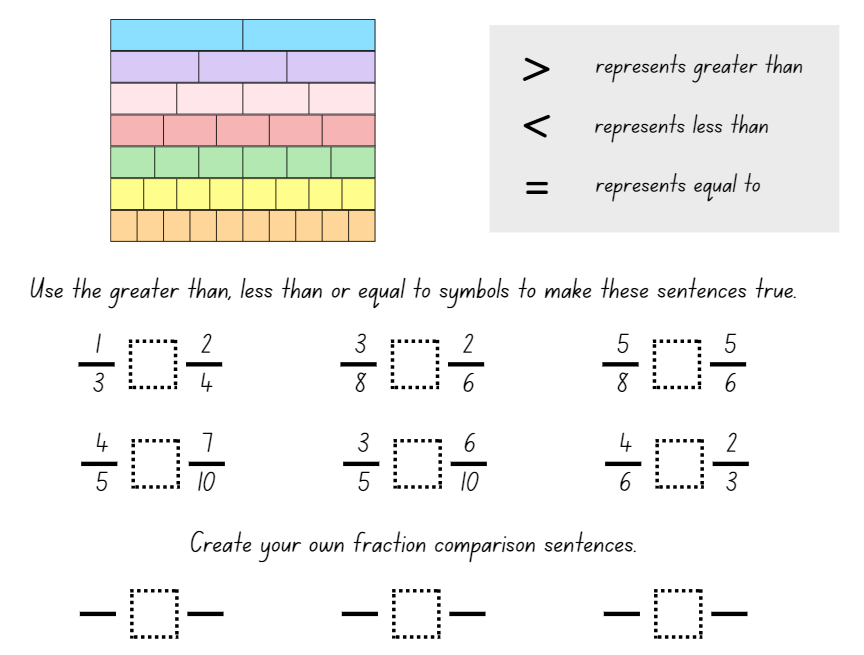 > represents greater than
< represents less than
= represents equal to
Use the greater than, less than or equal to symbols to make these sentences true.
1/3 2/4 3/8 2/6 5/8 5/6
4/5 7/10 3/5 6/10 4/6 2/3
Create your own fraction comparison sentences.